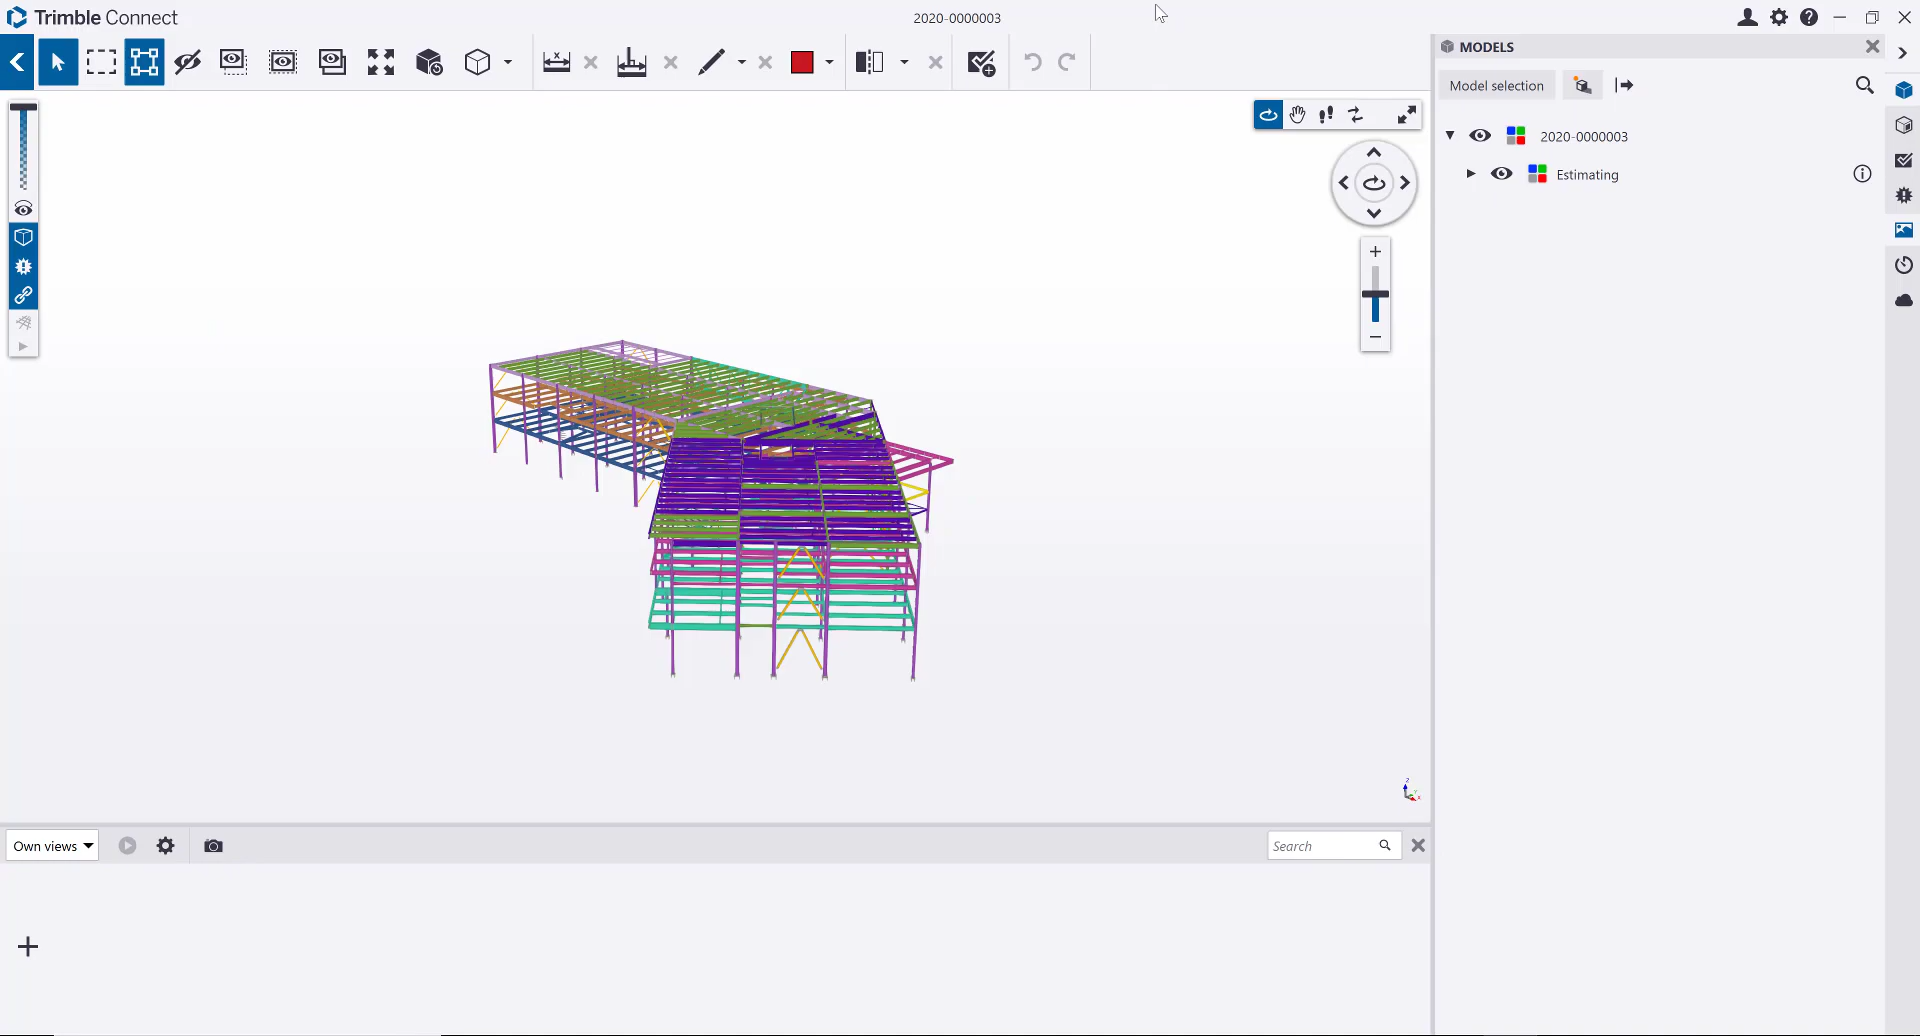 Trimble Connect
2020-0000003
MODELS
Model selection
2020-0000003
Estimating
Own views
Search